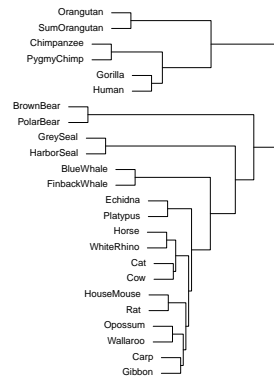 Orangutan
SumOrangutan
Chimpanzee
PygmyChimp
Gorilla
Human
BrownBear
PolarBear
GreySeal
HarborSeal
BlueWhale
FinbackWhale
Echidna
Platypus
Horse
WhiteRhino
Cat
Cow
HouseMouse
Rat
Opossum
Wallaroo
Carp
Gibbon